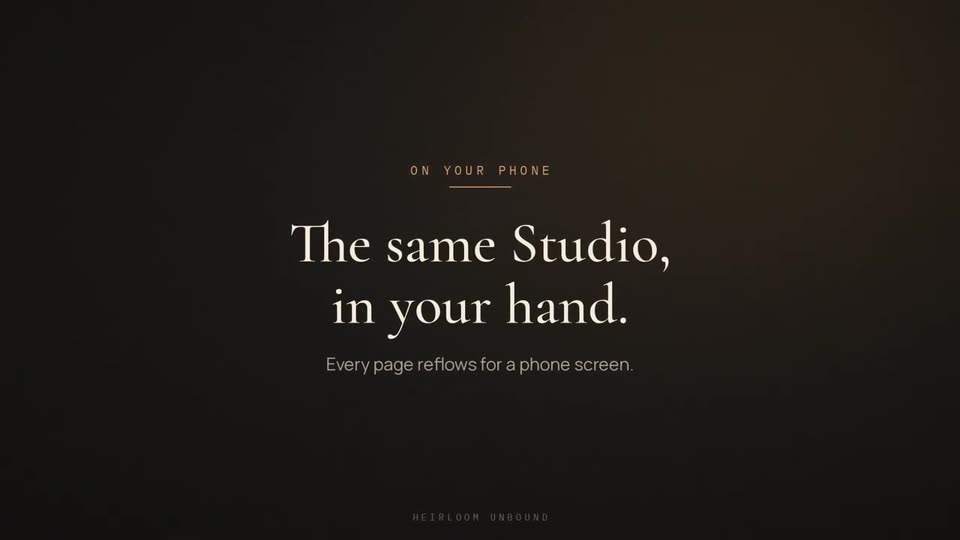 ON YOUR PHONE
The same Studio,
in your hand.
Every page reflows for a phone screen.
HEIRLOOM UNBOUND